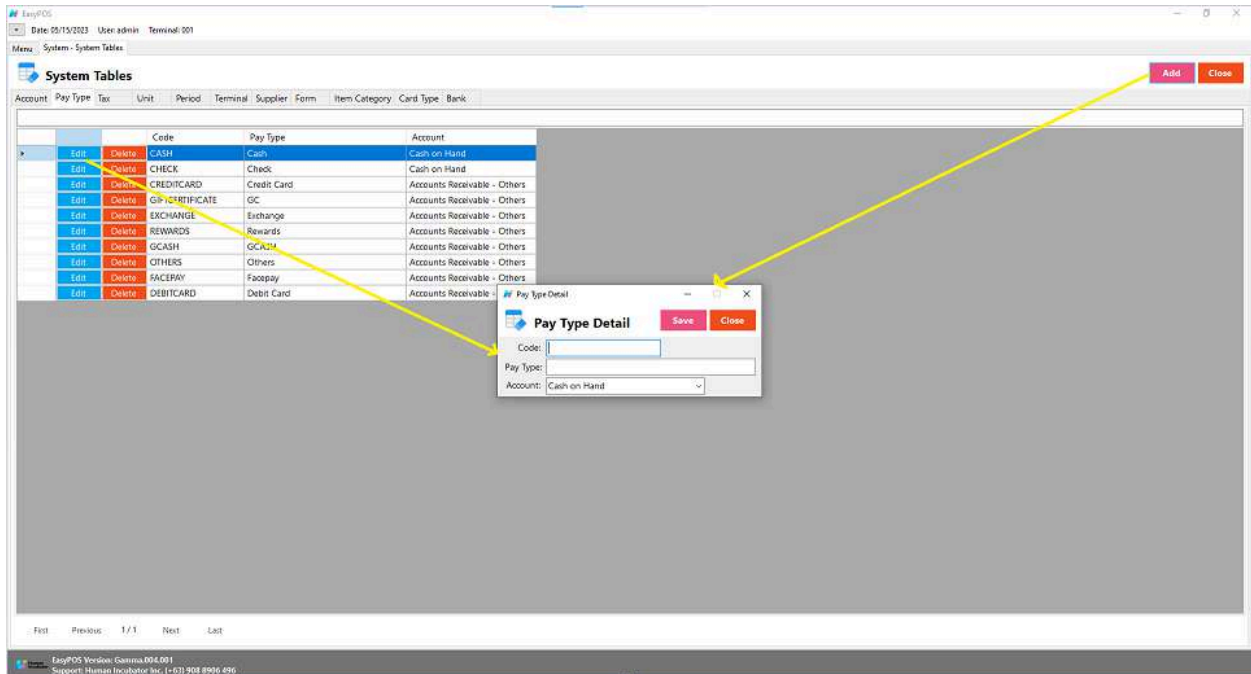 EasyPOS
Date: 05/15/2023 User: admin Terminal: 001
Menu System - System Tables
System Tables Add Close
Account Pay Type Tax Unit Period Terminal Supplier Form Item Category Card Type Bank
Code Pay Type Account
Edit Delete CASH Cash Cash on Hand
Edit Delete CHECK Check Cash on Hand
Edit Delete CREDITCARD Credit Card Accounts Receivable - Others
Edit Delete GIFTCERTIFICATE GC Accounts Receivable - Others
Edit Delete EXCHANGE Exchange Accounts Receivable - Others
Edit Delete REWARDS Rewards Accounts Receivable - Others
Edit Delete GCASH GCASH Accounts Receivable - Others
Edit Delete OTHERS Others Accounts Receivable - Others
Edit Delete FACEPAY Facepay Accounts Receivable - Others
Edit Delete DEBITCARD Debit Card Accounts Receivable -
Pay Type Detail
Pay Type Detail Save Close
Code:
Pay Type:
Account: Cash on Hand
First Previous 1 / 1 Next Last
EasyPOS Version: Gamma.004.001
Support: Human Incubator Inc. (+63) 908 8906 496